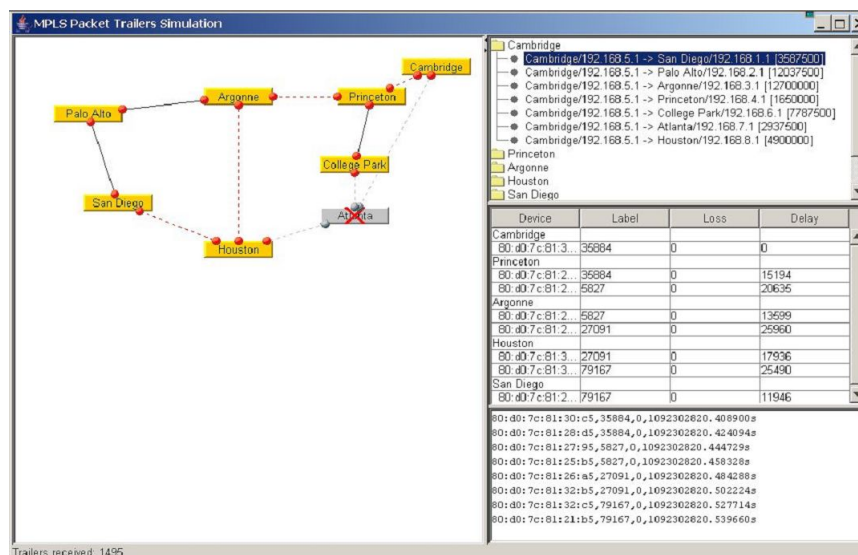 MPLS Packet Trailers Simulation
Cambridge
Argonne
Princeton
Palo Alto
College Park
San Diego
Atlanta
Houston
Cambridge
Cambridge/192.168.5.1 -> San Diego/192.168.1.1 [3587500]
Cambridge/192.168.5.1 -> Palo Alto/192.168.2.1 [12037500]
Cambridge/192.168.5.1 -> Argonne/192.168.3.1 [12700000]
Cambridge/192.168.5.1 -> Princeton/192.168.4.1 [1650000]
Cambridge/192.168.5.1 -> College Park/192.168.6.1 [7787500]
Cambridge/192.168.5.1 -> Atlanta/192.168.7.1 [2937500]
Cambridge/192.168.5.1 -> Houston/192.168.8.1 [4900000]
Princeton
Argonne
Houston
San Diego
Device Label Loss Delay
Cambridge
80:d0:7c:81:3... 35884 0 0
Princeton
80:d0:7c:81:2... 35884 0 15194
80:d0:7c:81:2... 5827 0 20635
Argonne
80:d0:7c:81:2... 5827 0 13599
80:d0:7c:81:2... 27091 0 25960
Houston
80:d0:7c:81:3... 27091 0 17936
80:d0:7c:81:3... 79167 0 25490
San Diego
80:d0:7c:81:2... 79167 0 11946
80:d0:7c:81:30:c5,35884,0,1092302820.408900s
80:d0:7c:81:28:d5,35884,0,1092302820.424094s
80:d0:7c:81:27:95,5827,0,1092302820.444729s
80:d0:7c:81:25:b5,5827,0,1092302820.458328s
80:d0:7c:81:26:a5,27091,0,1092302820.484288s
80:d0:7c:81:32:b5,27091,0,1092302820.502224s
80:d0:7c:81:32:c5,79167,0,1092302820.527714s
80:d0:7c:81:21:b5,79167,0,1092302820.539660s
Trailers received: 1495